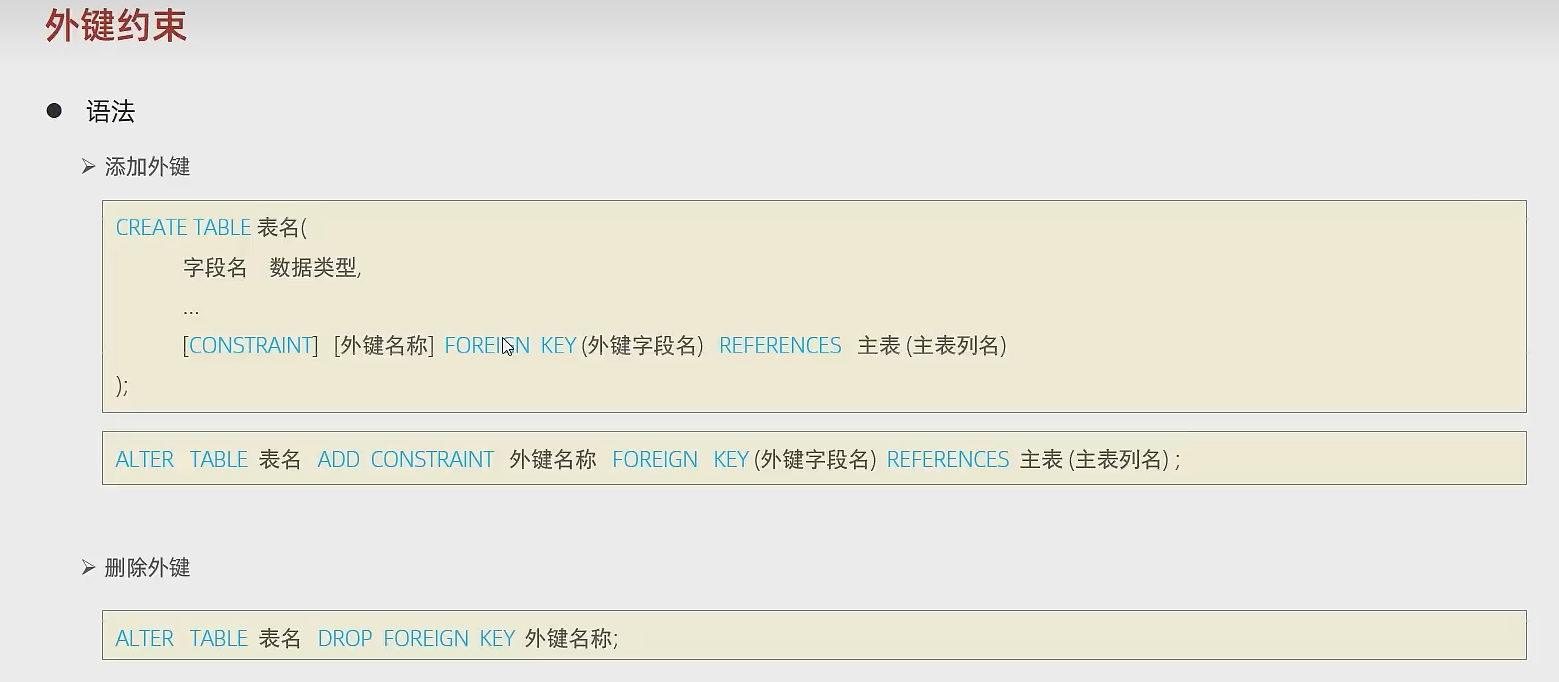 外键约束
语法
添加外键
CREATE TABLE 表名(
字段名 数据类型,
...
[CONSTRAINT] [外键名称] FOREIGN KEY (外键字段名) REFERENCES 主表 (主表列名)
);
ALTER TABLE 表名 ADD CONSTRAINT 外键名称 FOREIGN KEY (外键字段名) REFERENCES 主表 (主表列名) ;
删除外键
ALTER TABLE 表名 DROP FOREIGN KEY 外键名称;